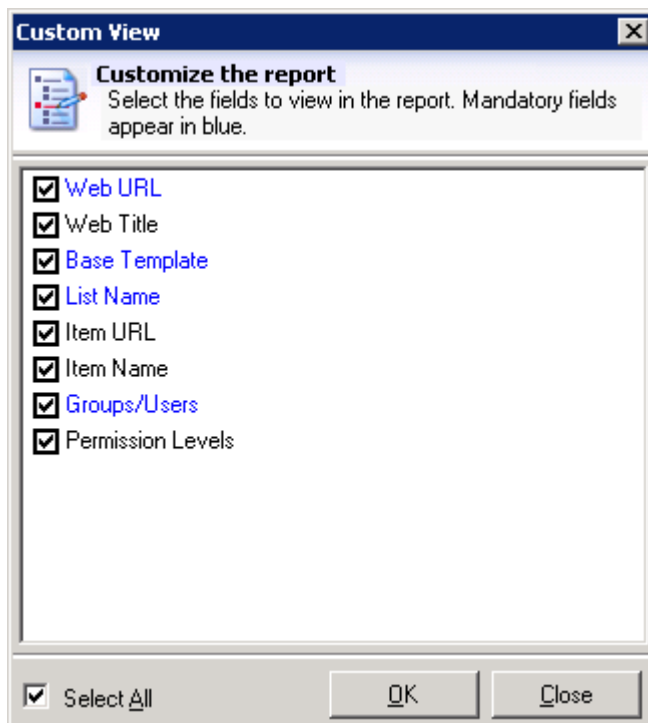 Custom View
Customize the report
Select the fields to view in the report. Mandatory fields
appear in blue.
Web URL
Web Title
Base Template
List Name
Item URL
Item Name
Groups/Users
Permission Levels
Select All
OK
Close